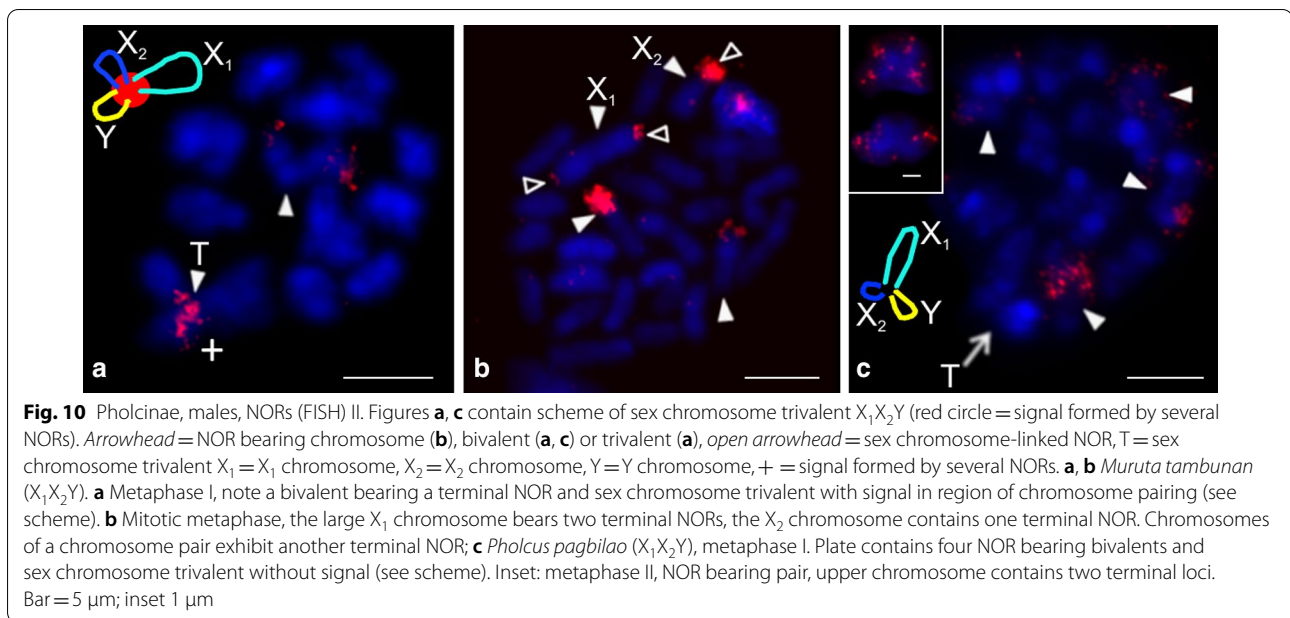 X₂
X₁
Y
T
+
a
X₂
X₁
b
X₁
X₂
Y
T
c
Fig. 10 Pholcinae, males, NORs (FISH) II. Figures a, c contain scheme of sex chromosome trivalent X₁X₂Y (red circle = signal formed by several
NORs). Arrowhead = NOR bearing chromosome (b), bivalent (a, c) or trivalent (a), open arrowhead = sex chromosome-linked NOR, T = sex
chromosome trivalent X₁ = X₁ chromosome, X₂ = X₂ chromosome, Y = Y chromosome, + = signal formed by several NORs. a, b Muruta tambunan
(X₁X₂Y). a Metaphase I, note a bivalent bearing a terminal NOR and sex chromosome trivalent with signal in region of chromosome pairing (see
scheme). b Mitotic metaphase, the large X₁ chromosome bears two terminal NORs, the X₂ chromosome contains one terminal NOR. Chromosomes
of a chromosome pair exhibit another terminal NOR; c Pholcus pagbilao (X₁X₂Y), metaphase I. Plate contains four NOR bearing bivalents and
sex chromosome trivalent without signal (see scheme). Inset: metaphase II, NOR bearing pair, upper chromosome contains two terminal loci.
Bar = 5 μm; inset 1 μm